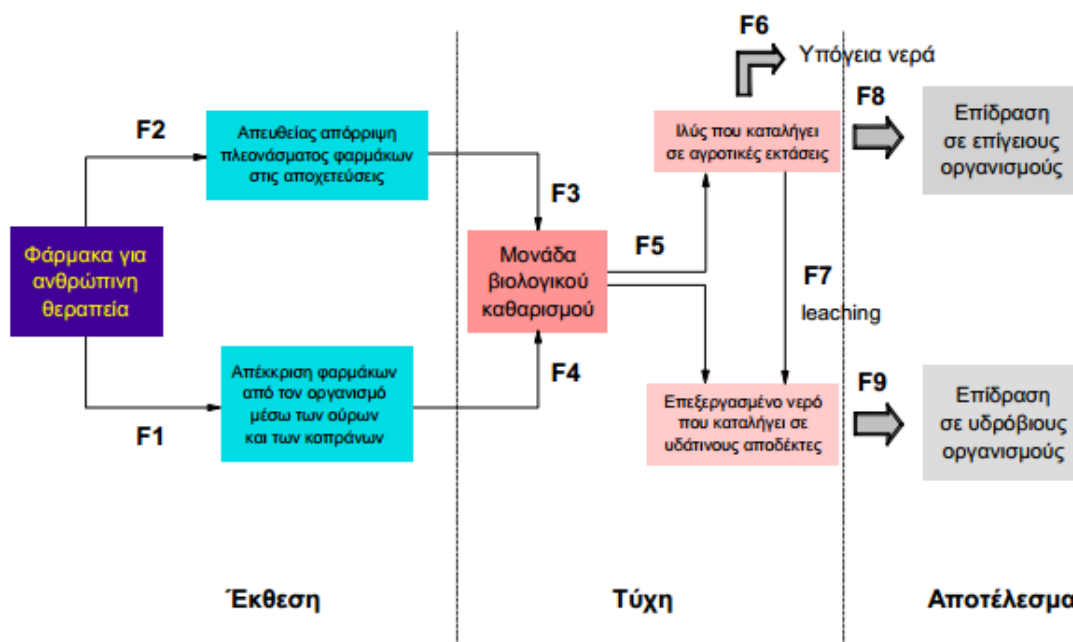 F6
Υπόγεια νερά
F2
Απευθείας απόρριψη
πλεονάσματος φαρμάκων
στις αποχετεύσεις
Ιλύς που καταλήγει
σε αγροτικές εκτάσεις
F8
Επίδραση
σε επίγειους
οργανισμούς
F3
Φάρμακα για
ανθρώπινη
θεραπεία
Μονάδα
βιολογικού
καθαρισμού
F5
F7
leaching
F4
F1
Απέκκριση φαρμάκων
από τον οργανισμό
μέσω των ούρων
και των κοπράνων
Επεξεργασμένο νερό
που καταλήγει σε
υδάτινους αποδέκτες
F9
Επίδραση
σε υδρόβιους
οργανισμούς
Έκθεση
Τύχη
Αποτέλεσμα